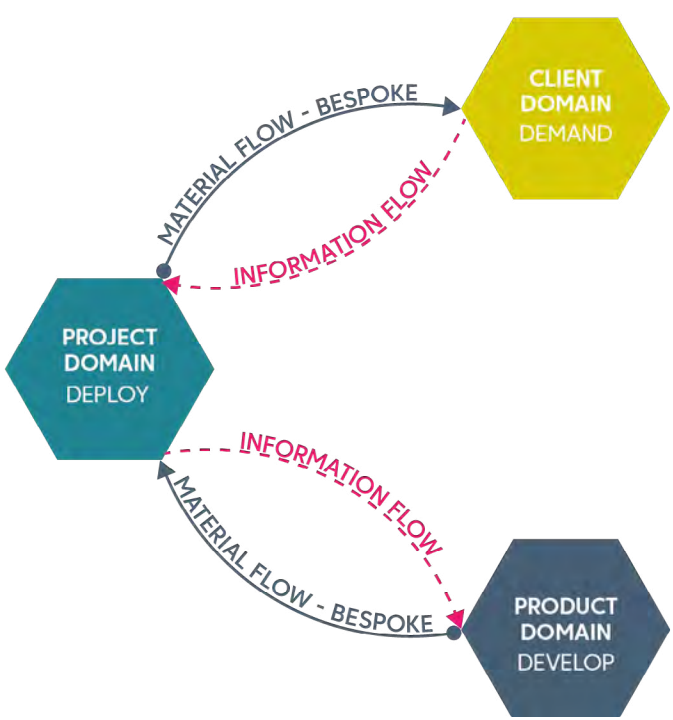 CLIENT
DOMAIN
DEMAND
MATERIAL FLOW - BESPOKE
INFORMATION FLOW
PROJECT
DOMAIN
DEPLOY
INFORMATION FLOW
MATERIAL FLOW - BESPOKE
PRODUCT
DOMAIN
DEVELOP